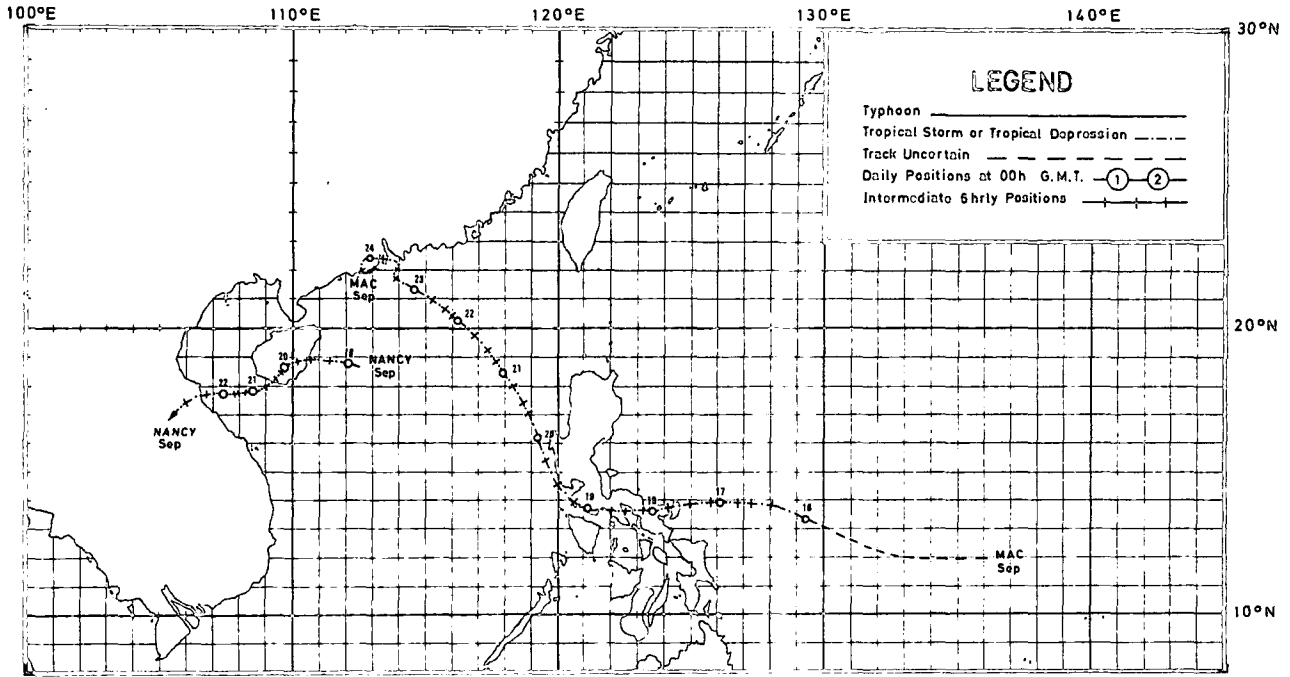 100°E 110°E 120°E 130°E 140°E
30°N
LEGEND
Typhoon
Tropical Storm or Tropical Depression
Track Uncertain
Daily Positions at 00h G.M.T. 1 2
Intermediate 6hrly Positions
24
MAC
Sep
23
22
20°N
20
18
NANCY
Sep
21
22
21
NANCY
Sep
20
19
18
17
16
MAC
Sep
10°N